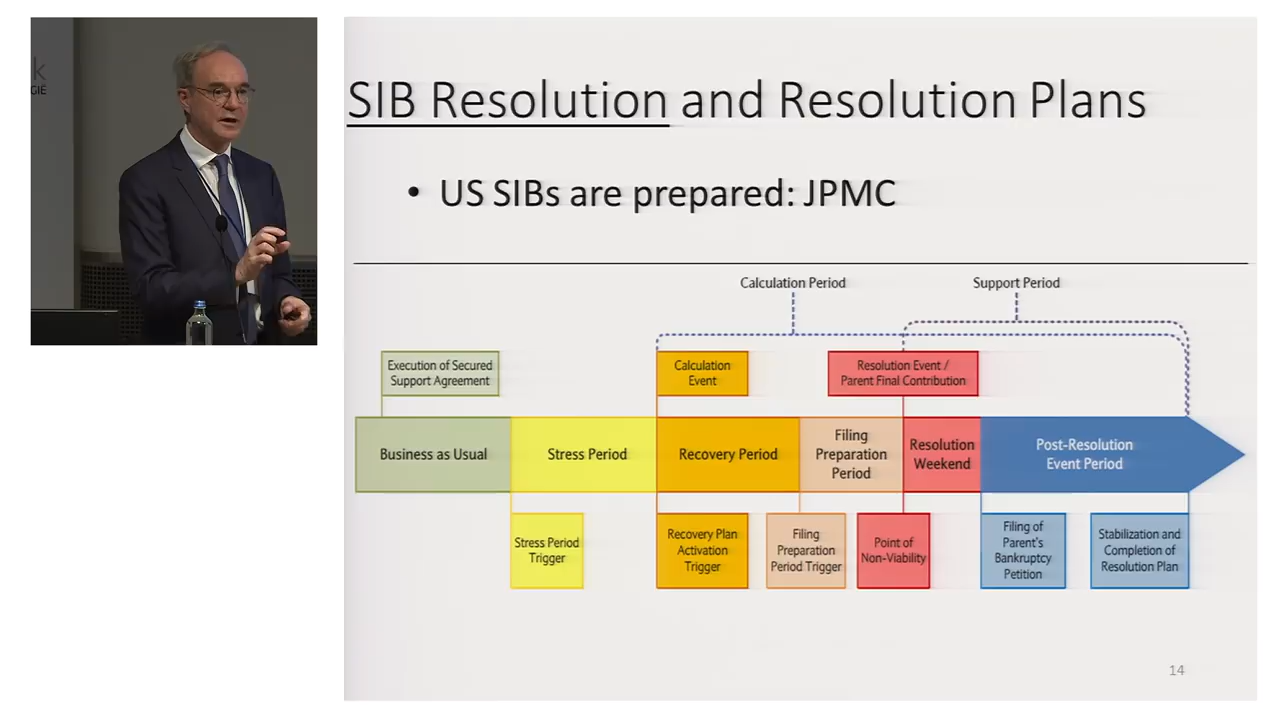 k
GIE
SIB Resolution and Resolution Plans
• US SIBs are prepared: JPMC
Calculation Period
Support Period
Execution of Secured
Support Agreement
Calculation
Event
Resolution Event /
Parent Final Contribution
Business as Usual
Stress Period
Recovery Period
Filing
Preparation
Period
Resolution
Weekend
Post-Resolution
Event Period
Stress Period
Trigger
Recovery Plan
Activation
Trigger
Filing
Preparation
Period Trigger
Point of
Non-Viability
Filing of
Parent's
Bankruptcy
Petition
Stabilization and
Completion of
Resolution Plan
14